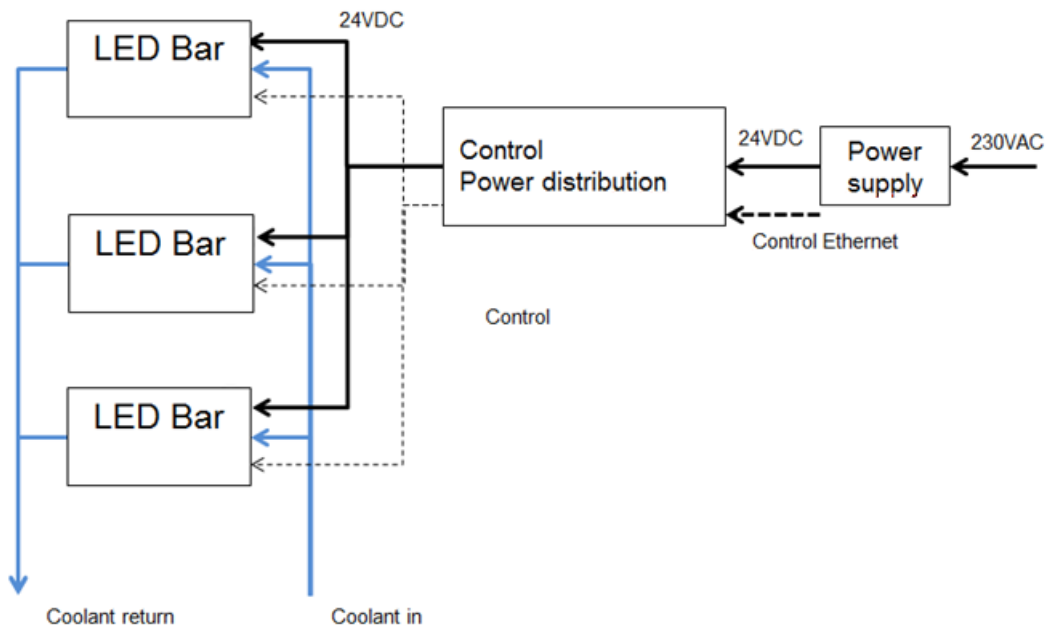 24VDC
LED Bar
Control
Power distribution
24VDC
Power
supply
230VAC
Control Ethernet
LED Bar
Control
LED Bar
Coolant return
Coolant in